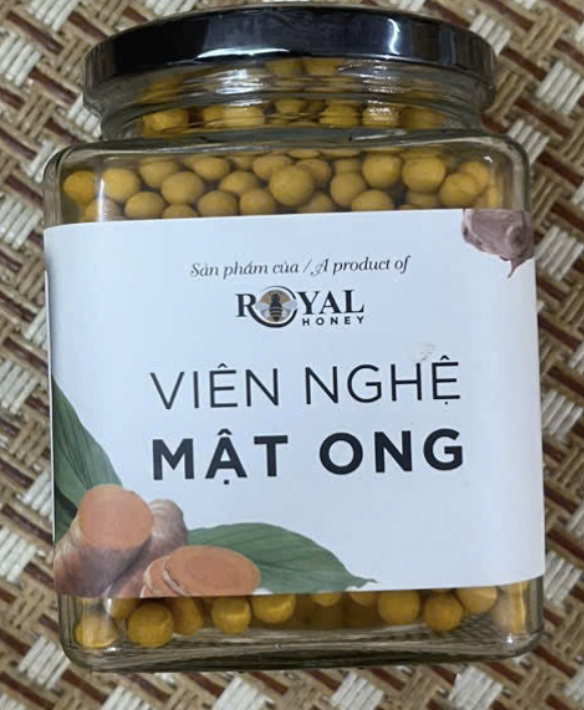 Sản phẩm của / A product of
ROYAL
HONEY
VIÊN NGHỆ
MẬT ONG